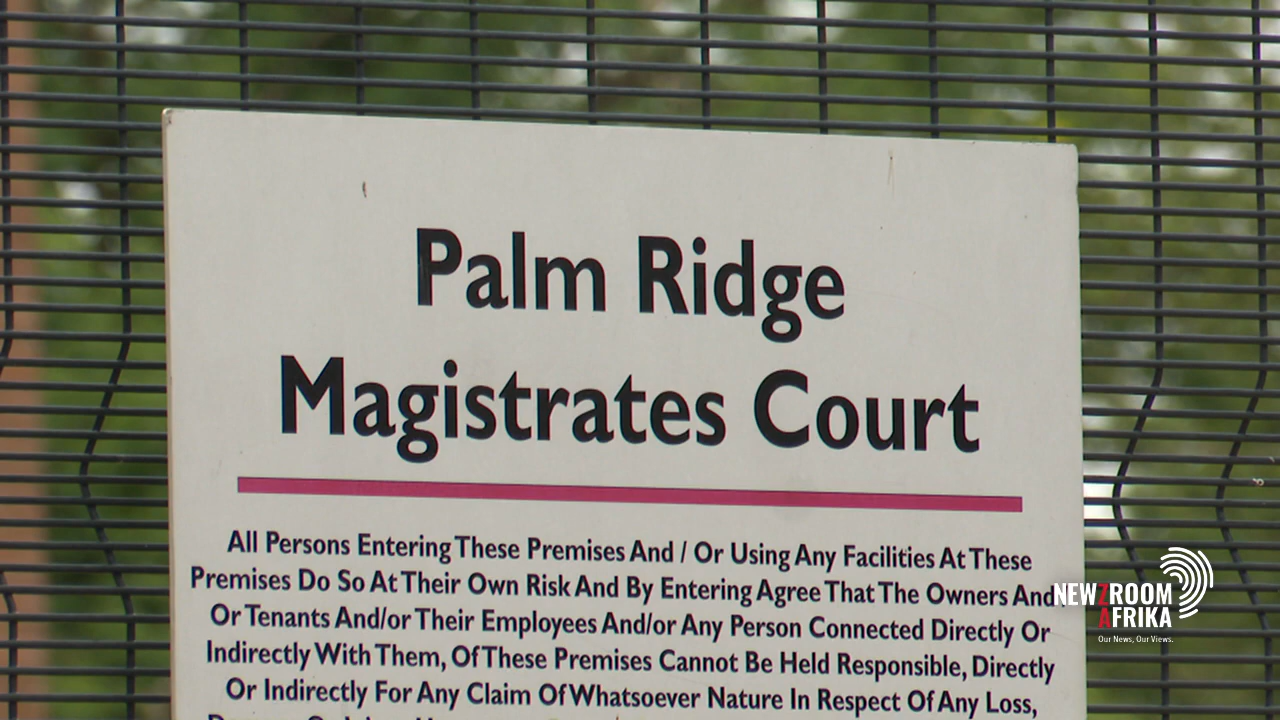 Palm Ridge
Magistrates Court
All Persons Entering These Premises And / Or Using Any Facilities At These
Premises Do So At Their Own Risk And By Entering Agree That The Owners And
Or Tenants And/or Their Employees And/or Any Person Connected Directly Or
Indirectly With Them, Of These Premises Cannot Be Held Responsible, Directly
Or Indirectly For Any Claim Of Whatsoever Nature In Respect Of Any Loss,
NEWZROOM
AFRIKA
Our News, Our Views.